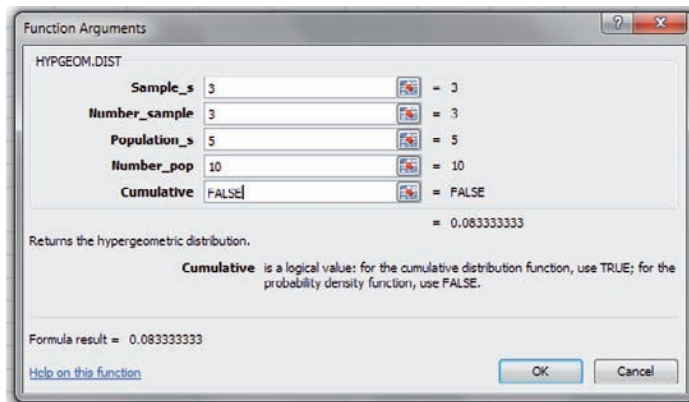 Function Arguments
HYPGEOM.DIST
Sample_s 3 = 3
Number_sample 3 = 3
Population_s 5 = 5
Number_pop 10 = 10
Cumulative FALSE = FALSE
= 0.083333333
Returns the hypergeometric distribution.
Cumulative is a logical value: for the cumulative distribution function, use TRUE; for the
probability density function, use FALSE.
Formula result = 0.083333333
Help on this function
OK Cancel